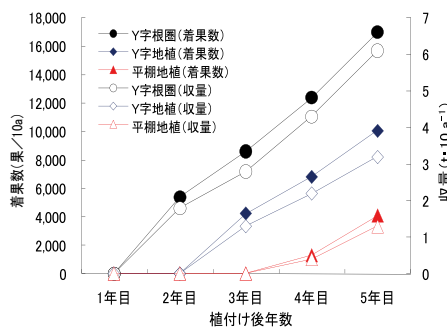 18,000
16,000
14,000
12,000
10,000
8,000
6,000
4,000
2,000
0
着果数(果／10a)
Y字根圏(着果数)
Y字地植(着果数)
平棚地植(着果数)
Y字根圏(収量)
Y字地植(収量)
平棚地植(収量)
7
6
5
4
3
2
1
0
収量(t・10a⁻¹)
1年目 2年目 3年目 4年目 5年目
植付け後年数